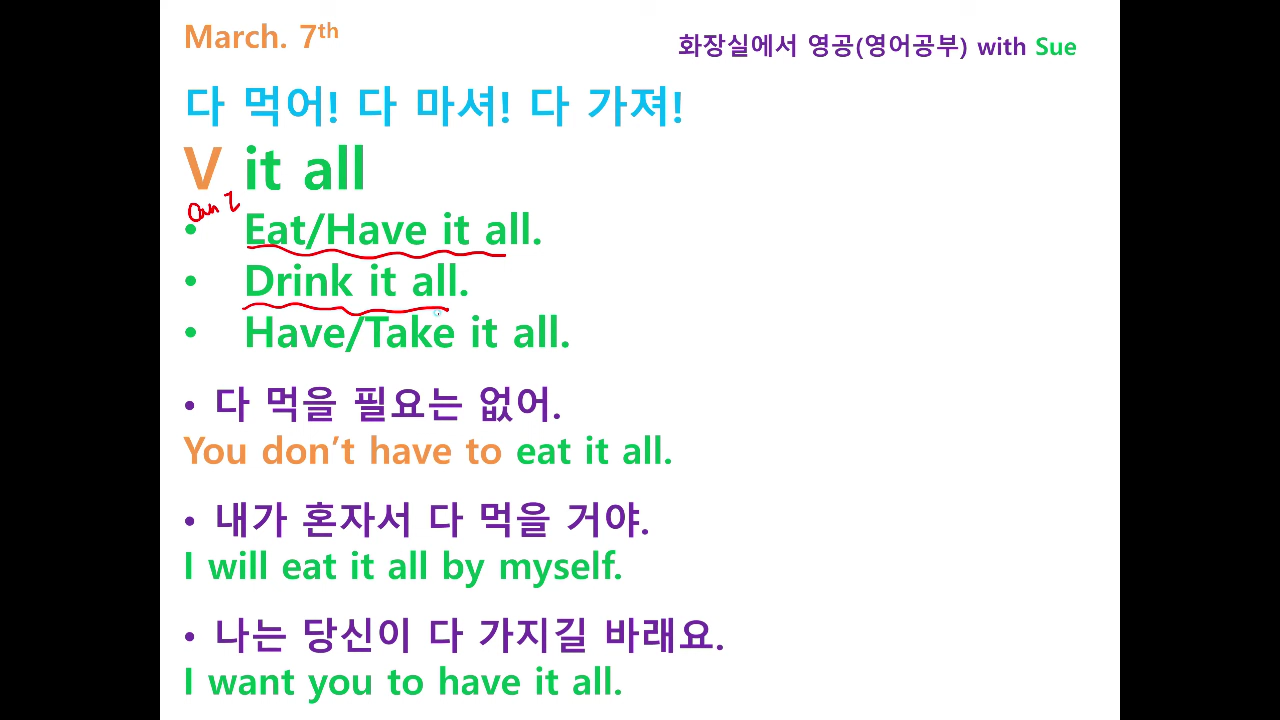 March. 7th
화장실에서 영공(영어공부) with Sue
다 먹어! 다 마셔! 다 가져!
V it all
Can I
• Eat/Have it all.
• Drink it all.
• Have/Take it all.
• 다 먹을 필요는 없어.
You don't have to eat it all.
• 내가 혼자서 다 먹을 거야.
I will eat it all by myself.
• 나는 당신이 다 가지길 바래요.
I want you to have it all.